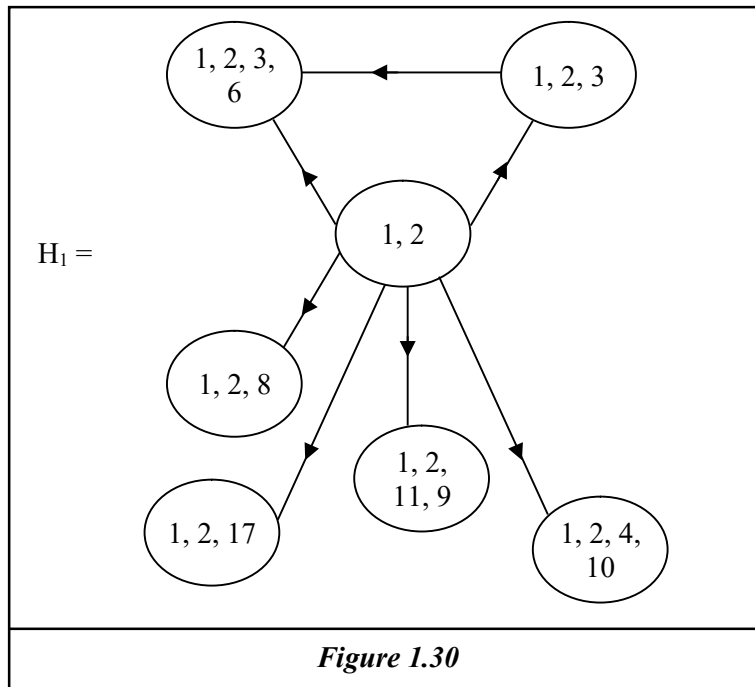 1, 2, 3,
6
1, 2, 3
1, 2
H₁ =
1, 2, 8
1, 2,
11, 9
1, 2, 17
1, 2, 4,
10
Figure 1.30